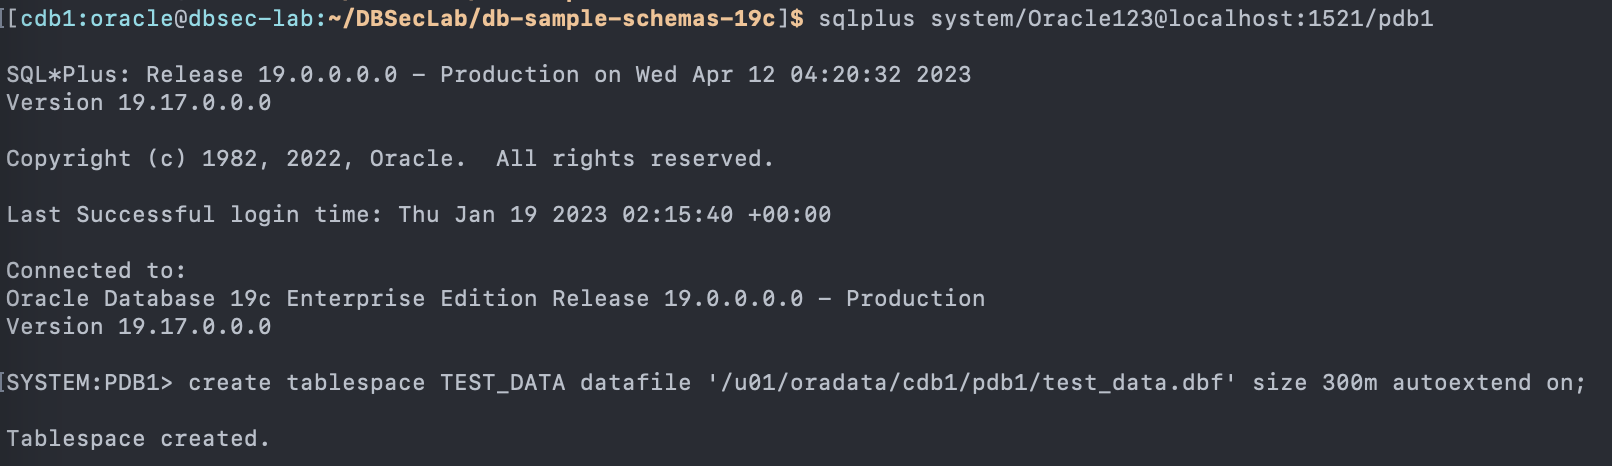 [[cdb1:oracle@dbsec-lab:~/DBSecLab/db-sample-schemas-19c]$ sqlplus system/Oracle123@localhost:1521/pdb1
SQL*Plus: Release 19.0.0.0.0 – Production on Wed Apr 12 04:20:32 2023
Version 19.17.0.0.0
Copyright (c) 1982, 2022, Oracle.  All rights reserved.
Last Successful login time: Thu Jan 19 2023 02:15:40 +00:00
Connected to:
Oracle Database 19c Enterprise Edition Release 19.0.0.0.0 – Production
Version 19.17.0.0.0
[SYSTEM:PDB1> create tablespace TEST_DATA datafile '/u01/oradata/cdb1/pdb1/test_data.dbf' size 300m autoextend on;
Tablespace created.